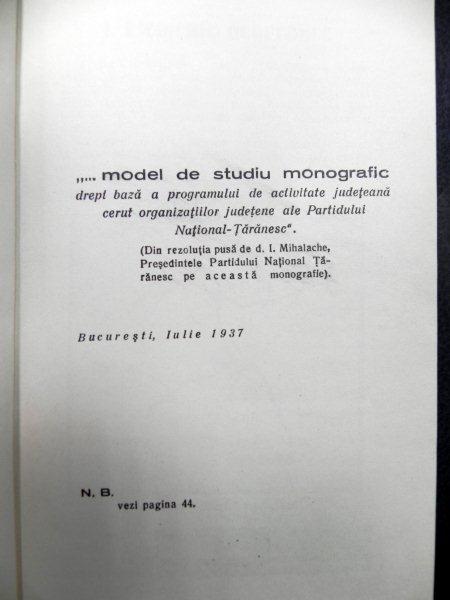 „... model de studiu monografic
drept bază a programului de activitate județeană
cerut organizațiilor județene ale Partidului
Național-Țărănesc“.
(Din rezoluția pusă de d. I. Mihalache,
Președintele Partidului Național Ță-
rănesc pe această monografie).
București, Iulie 1937
N. B.
vezi pagina 44.